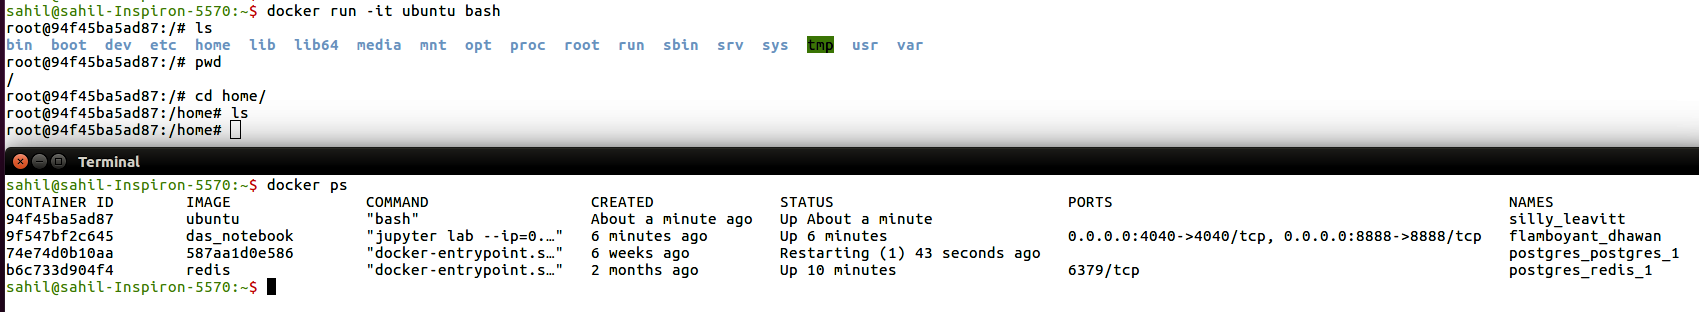 sahil@sahil-Inspiron-5570:~$ docker run -it ubuntu bash
root@94f45ba5ad87:/# ls
bin  boot  dev  etc  home  lib  lib64  media  mnt  opt  proc  root  run  sbin  srv  sys  tmp  usr  var
root@94f45ba5ad87:/# pwd
/
root@94f45ba5ad87:/# cd home/
root@94f45ba5ad87:/home# ls
root@94f45ba5ad87:/home#
Terminal
sahil@sahil-Inspiron-5570:~$ docker ps
CONTAINER ID        IMAGE               COMMAND                  CREATED              STATUS                          PORTS                                            NAMES
94f45ba5ad87        ubuntu              "bash"                   About a minute ago   Up About a minute                                                                silly_leavitt
9f547bf2c645        das_notebook        "jupyter lab --ip=0.…"   6 minutes ago        Up 6 minutes                    0.0.0.0:4040->4040/tcp, 0.0.0.0:8888->8888/tcp   flamboyant_dhawan
74e74d0b10aa        587aa1d0e586        "docker-entrypoint.s…"   6 weeks ago          Restarting (1) 43 seconds ago                                                    postgres_postgres_1
b6c733d904f4        redis               "docker-entrypoint.s…"   2 months ago         Up 10 minutes                   6379/tcp                                         postgres_redis_1
sahil@sahil-Inspiron-5570:~$